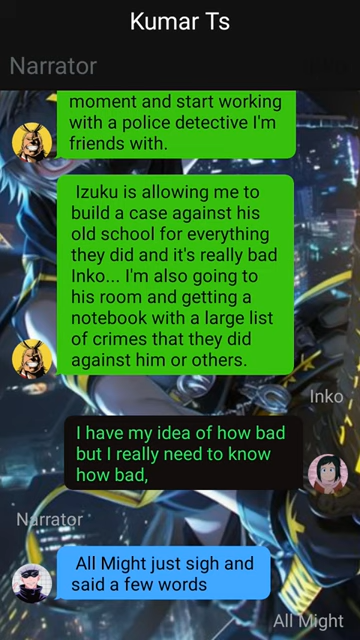 Kumar Ts
Narrator
Inko
moment and start working
with a police detective I'm
friends with.
Izuku is allowing me to
build a case against his
old school for everything
they did and it's really bad
Inko... I'm also going to
his room and getting a
notebook with a large list
of crimes that they did
against him or others.
Inko
I have my idea of how bad
but I really need to know
how bad,
Narrator
All Might just sigh and
said a few words
All Might